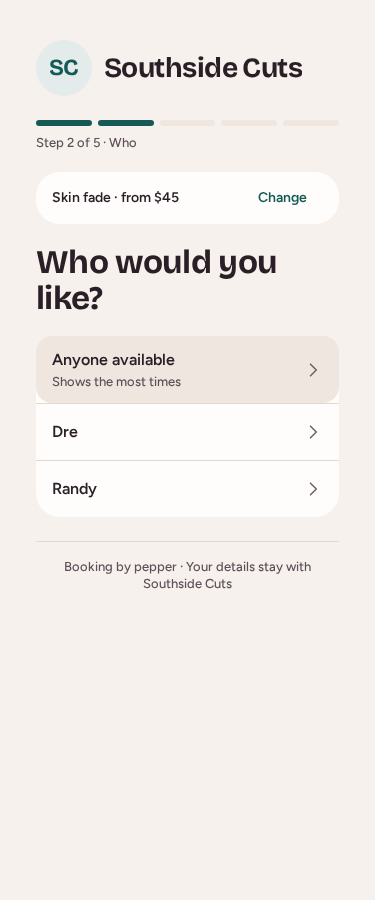 SC
Southside Cuts
Step 2 of 5 · Who
Skin fade · from $45
Change
Who would you
like?
Anyone available
Shows the most times
Dre
Randy
Booking by pepper · Your details stay with
Southside Cuts